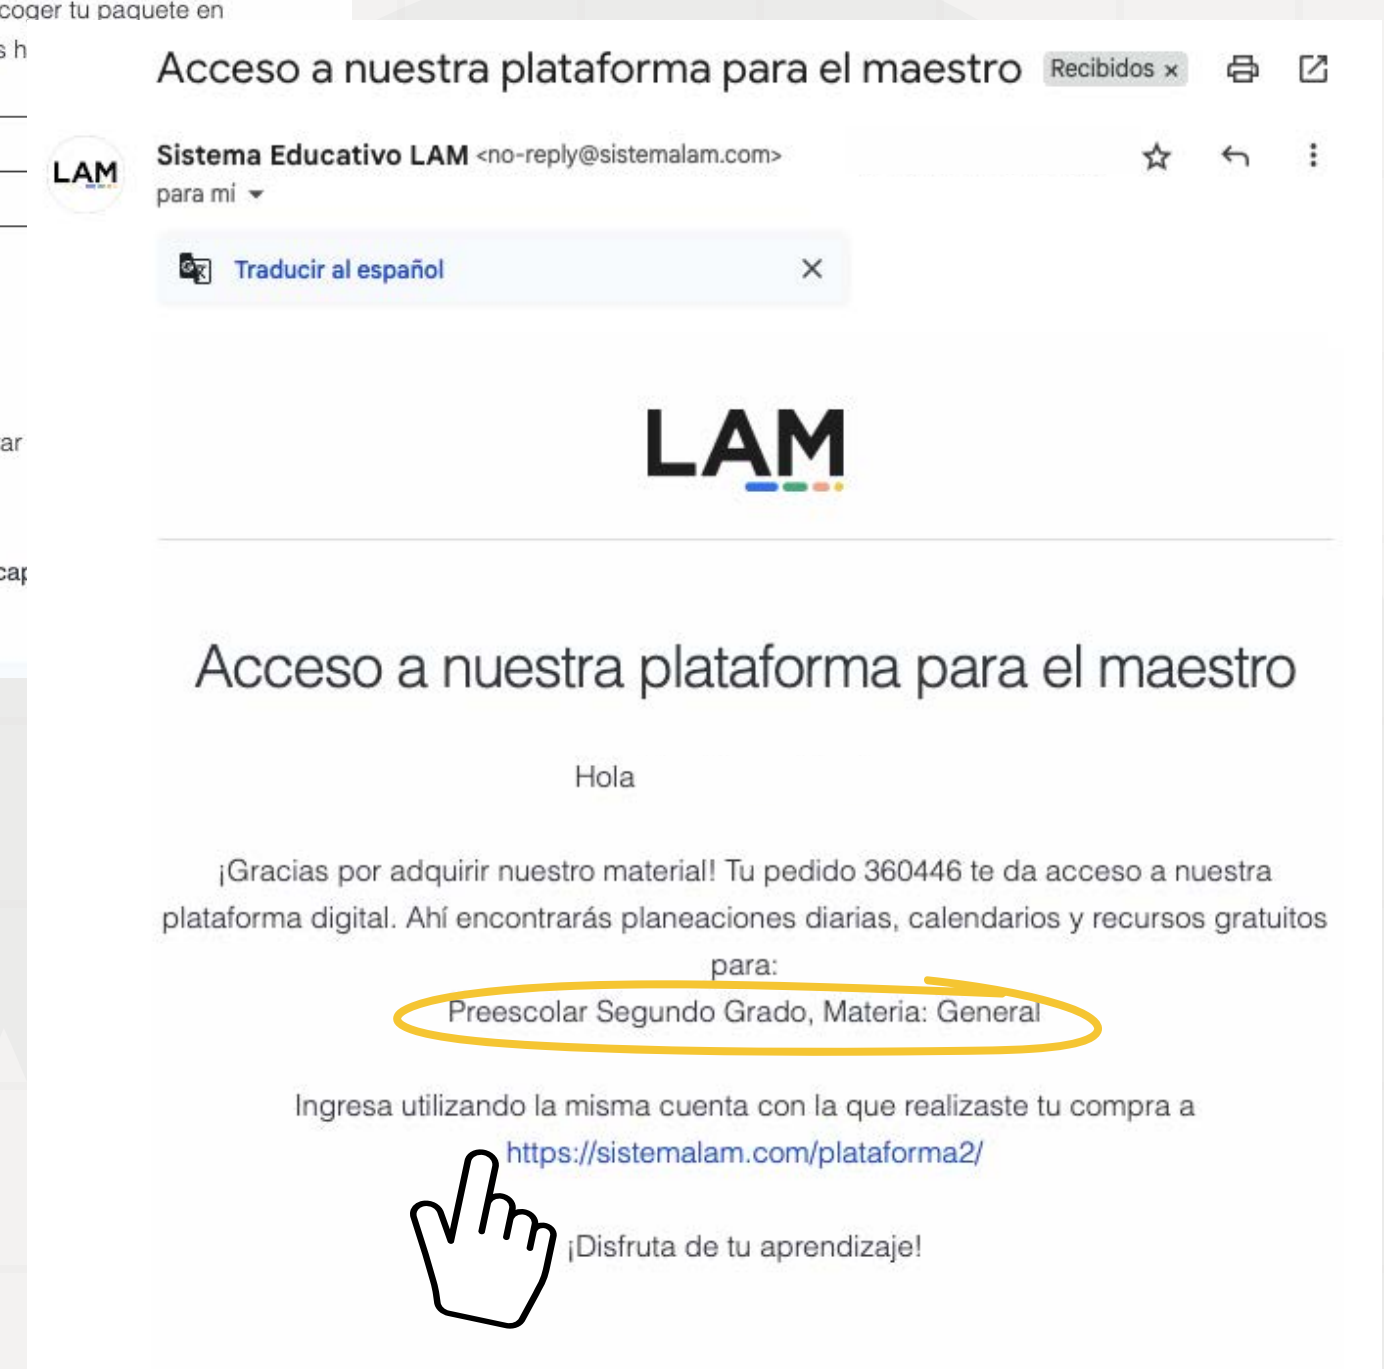 coger tu paquete en
s h
Acceso a nuestra plataforma para el maestro Recibidos x
Sistema Educativo LAM <no-reply@sistemalam.com>
LAM
para mi
Traducir al español
LAM
ar
cap
Acceso a nuestra plataforma para el maestro
Hola
¡Gracias por adquirir nuestro material! Tu pedido 360446 te da acceso a nuestra
plataforma digital. Ahí encontrarás planeaciones diarias, calendarios y recursos gratuitos
para:
Preescolar Segundo Grado, Materia: General
Ingresa utilizando la misma cuenta con la que realizaste tu compra a
https://sistemalam.com/plataforma2/
¡Disfruta de tu aprendizaje!